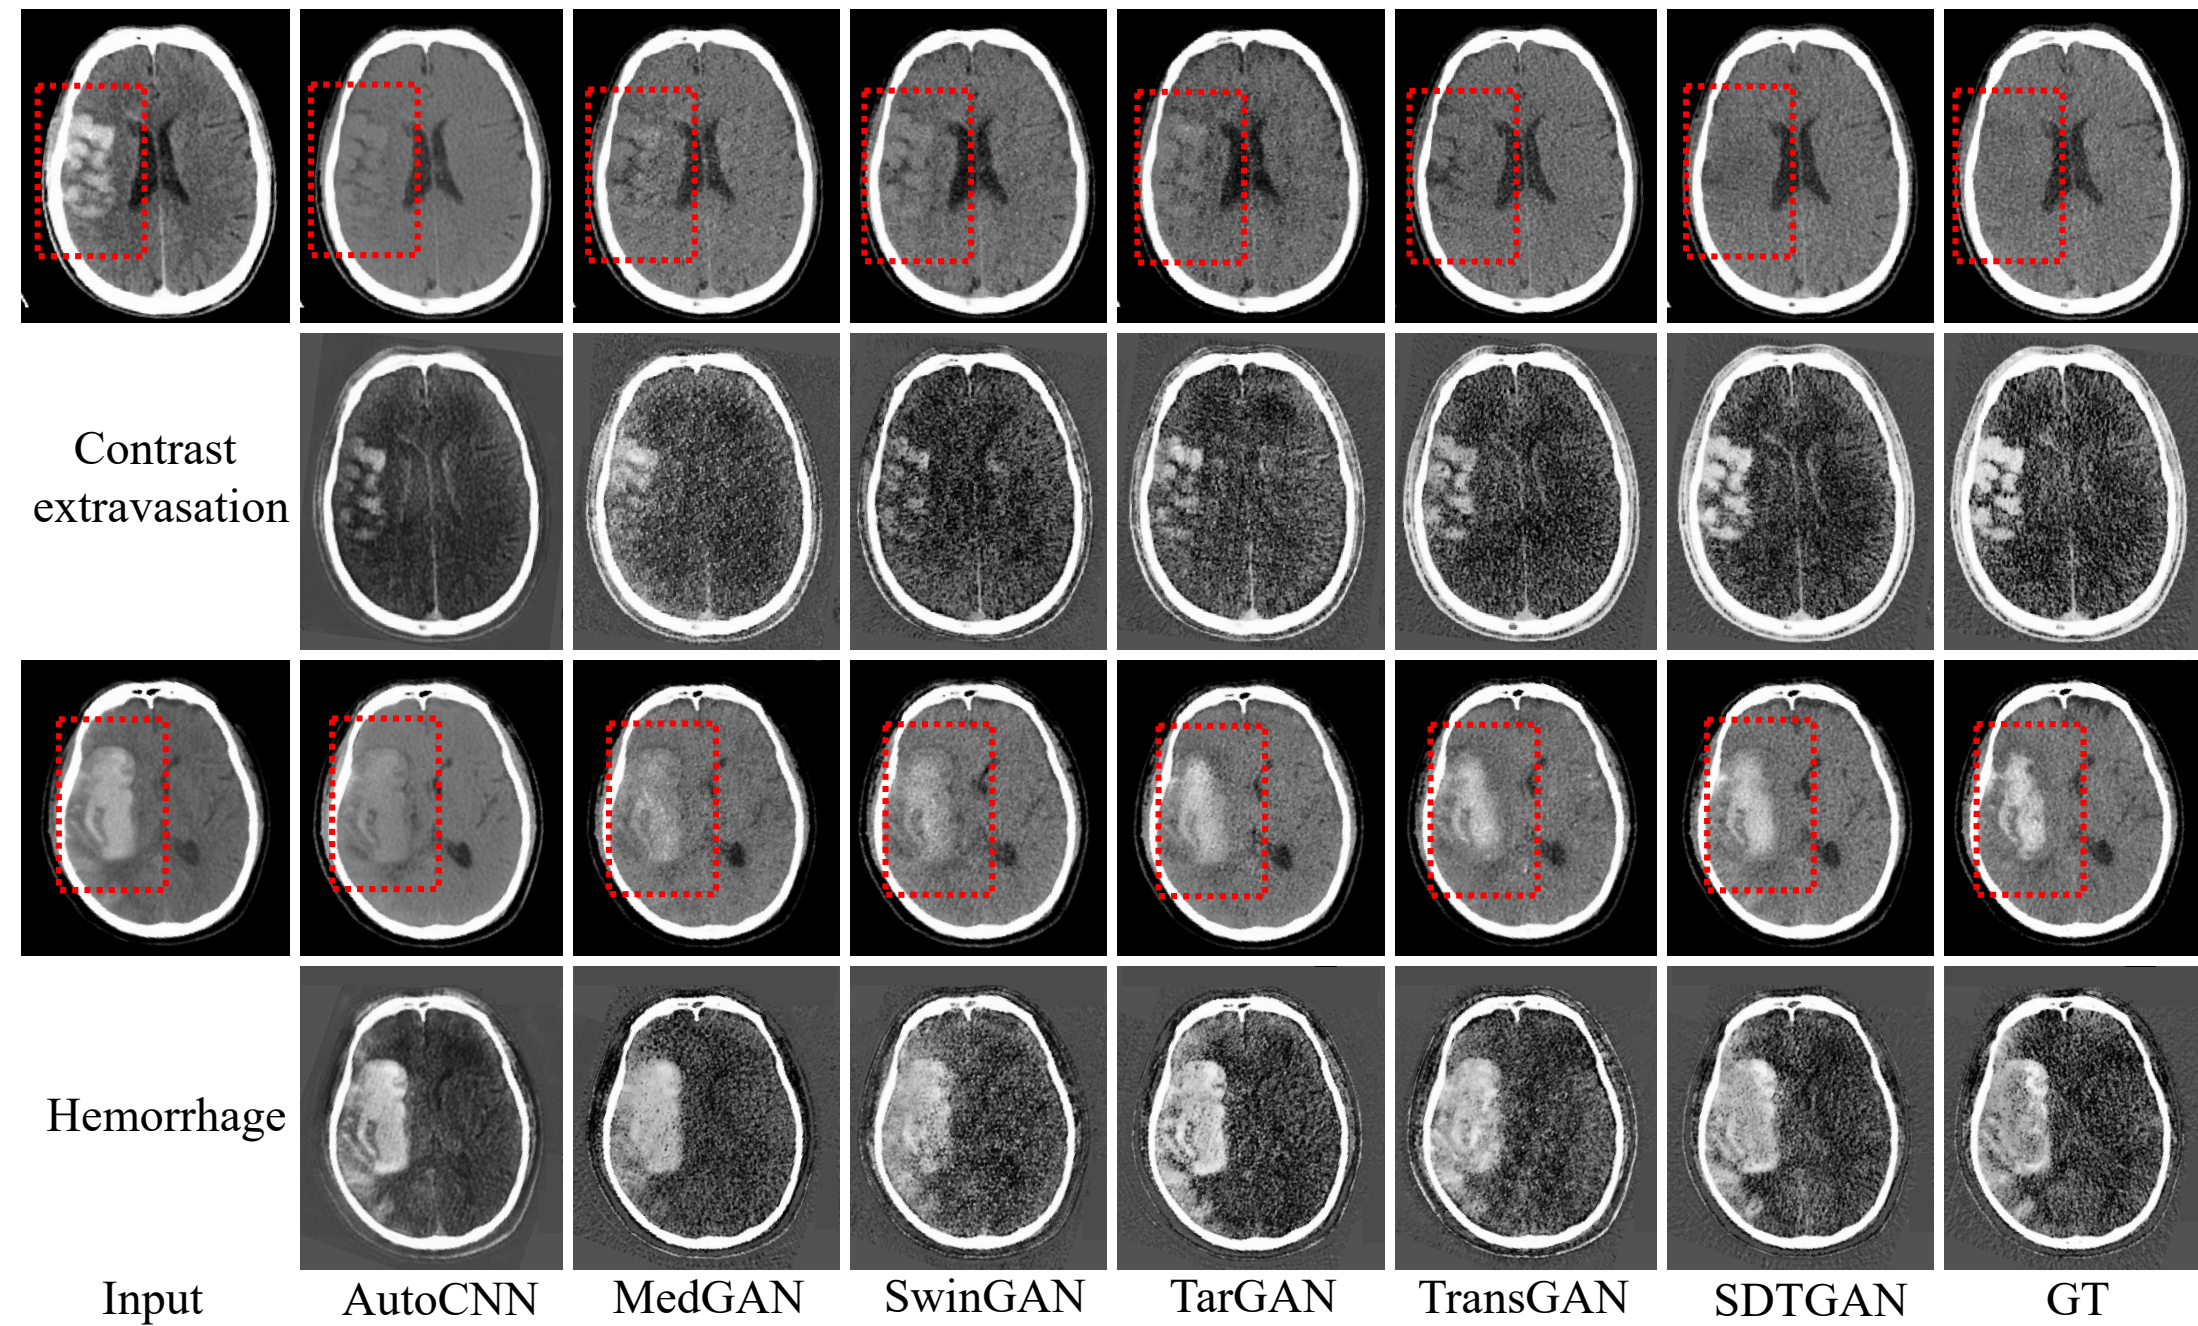 Contrast
extravasation
Hemorrhage
Input AutoCNN MedGAN SwinGAN TarGAN TransGAN SDTGAN GT